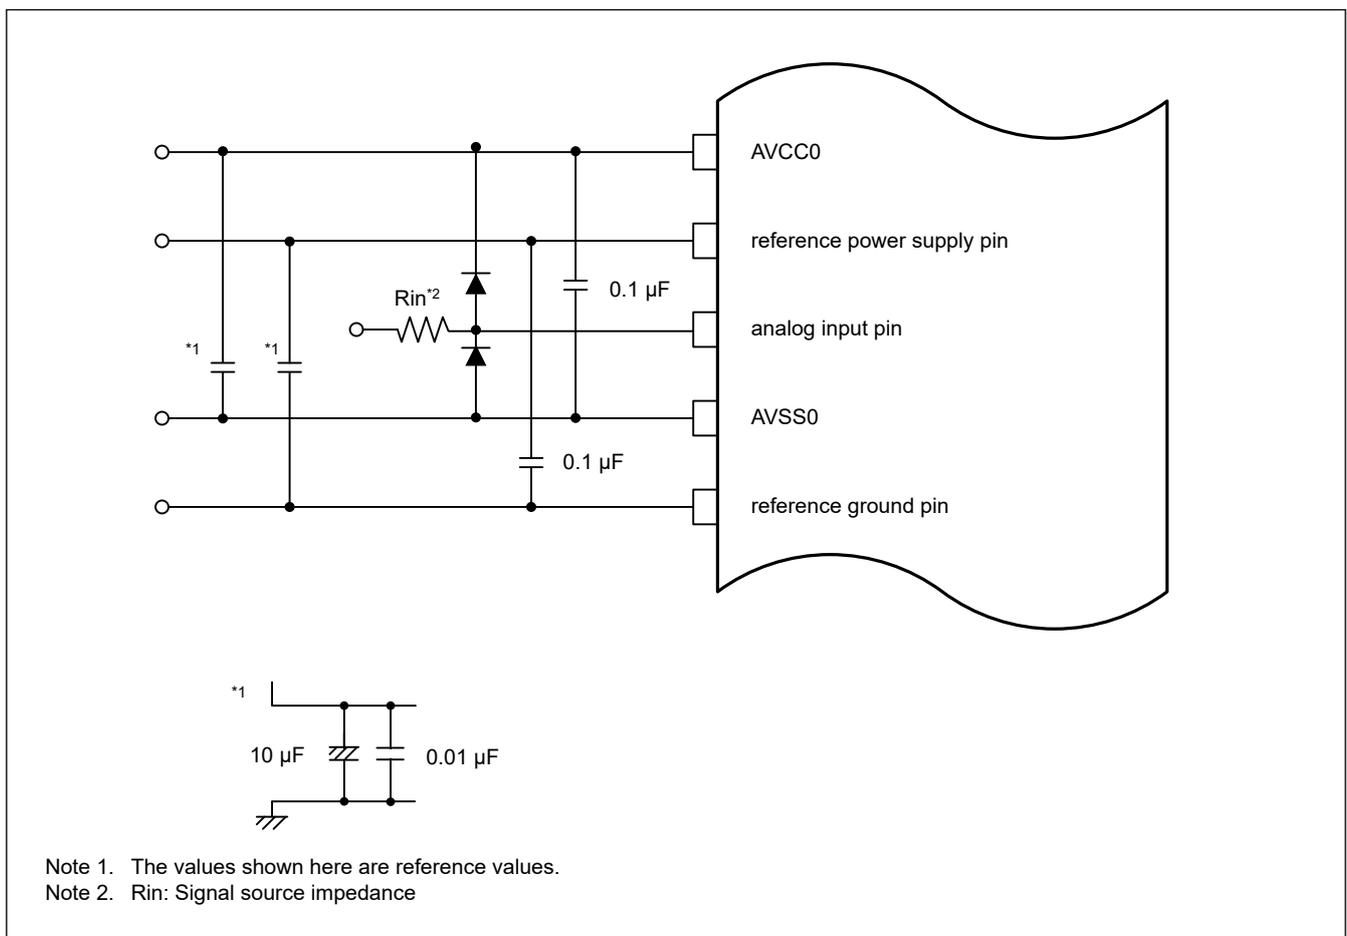 AVCC0
reference power supply pin
0.1 µF
Rin*2
analog input pin
*1
*1
AVSS0
0.1 µF
reference ground pin
*1
10 µF
0.01 µF
Note 1. The values shown here are reference values.
Note 2. Rin: Signal source impedance